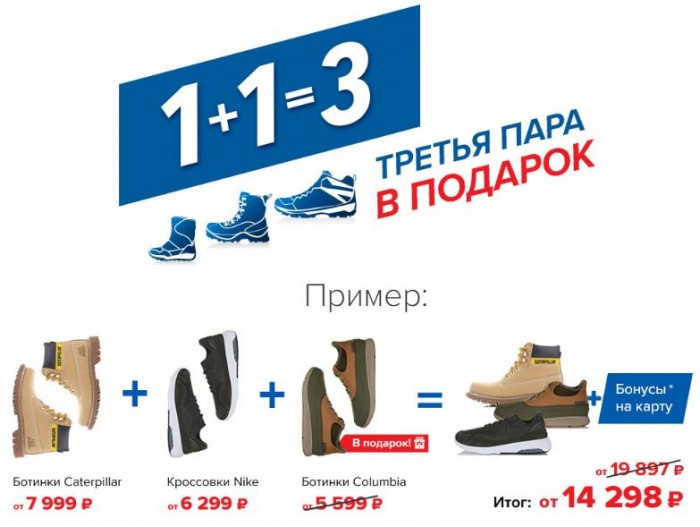 1+1=3
ТРЕТЬЯ ПАРА
В ПОДАРОК
Пример:
+ + = +
Бонусы*
на карту
В подарок!
Ботинки Caterpillar
от 7 999 ₽
Кроссовки Nike
от 6 299 ₽
Ботинки Columbia
от 5 599 ₽
от 19 897 ₽
Итог: от 14 298 ₽